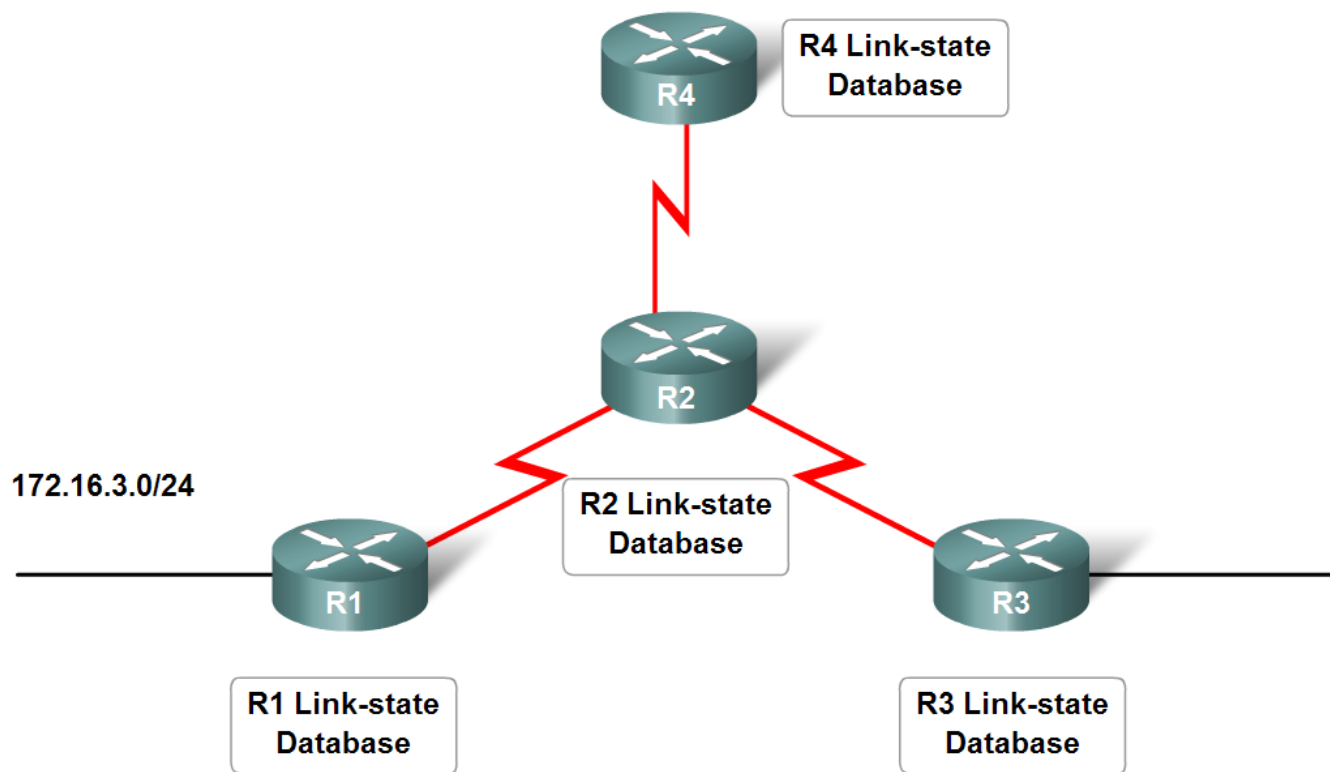 R4 Link-state
Database
R4
R2
172.16.3.0/24
R2 Link-state
Database
R1
R3
R1 Link-state
Database
R3 Link-state
Database